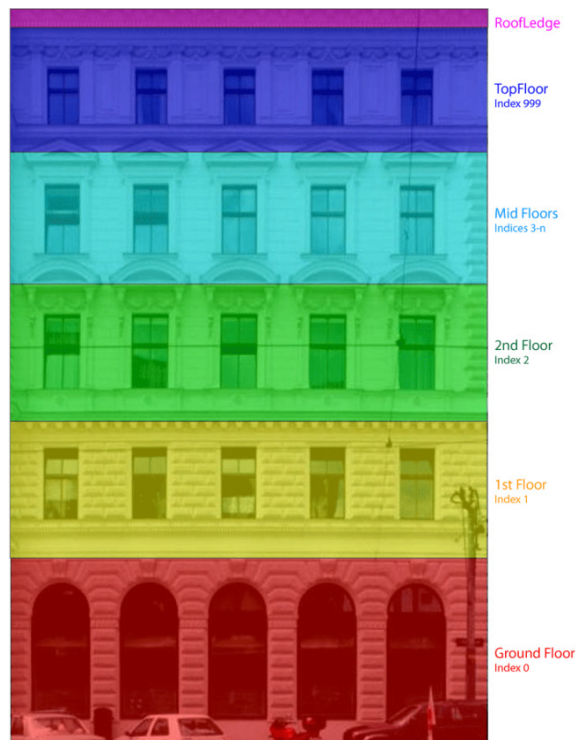 RoofLedge
TopFloor
Index 999
Mid Floors
Indices 3-n
2nd Floor
Index 2
1st Floor
Index 1
Ground Floor
Index 0